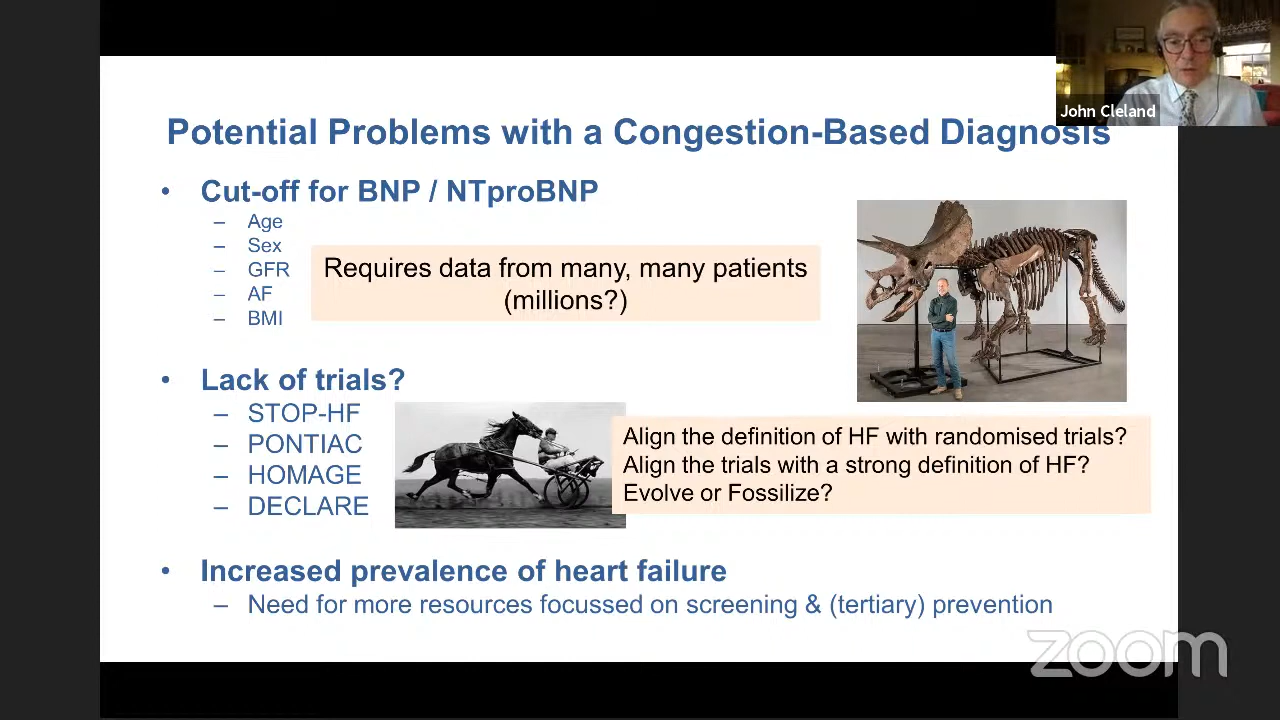 John Cleland
Potential Problems with a Congestion-Based Diagnosis
• Cut-off for BNP / NTproBNP
– Age
– Sex
– GFR
– AF
– BMI
Requires data from many, many patients
(millions?)
• Lack of trials?
– STOP-HF
– PONTIAC
– HOMAGE
– DECLARE
Align the definition of HF with randomised trials?
Align the trials with a strong definition of HF?
Evolve or Fossilize?
• Increased prevalence of heart failure
– Need for more resources focussed on screening & (tertiary) prevention
zoom